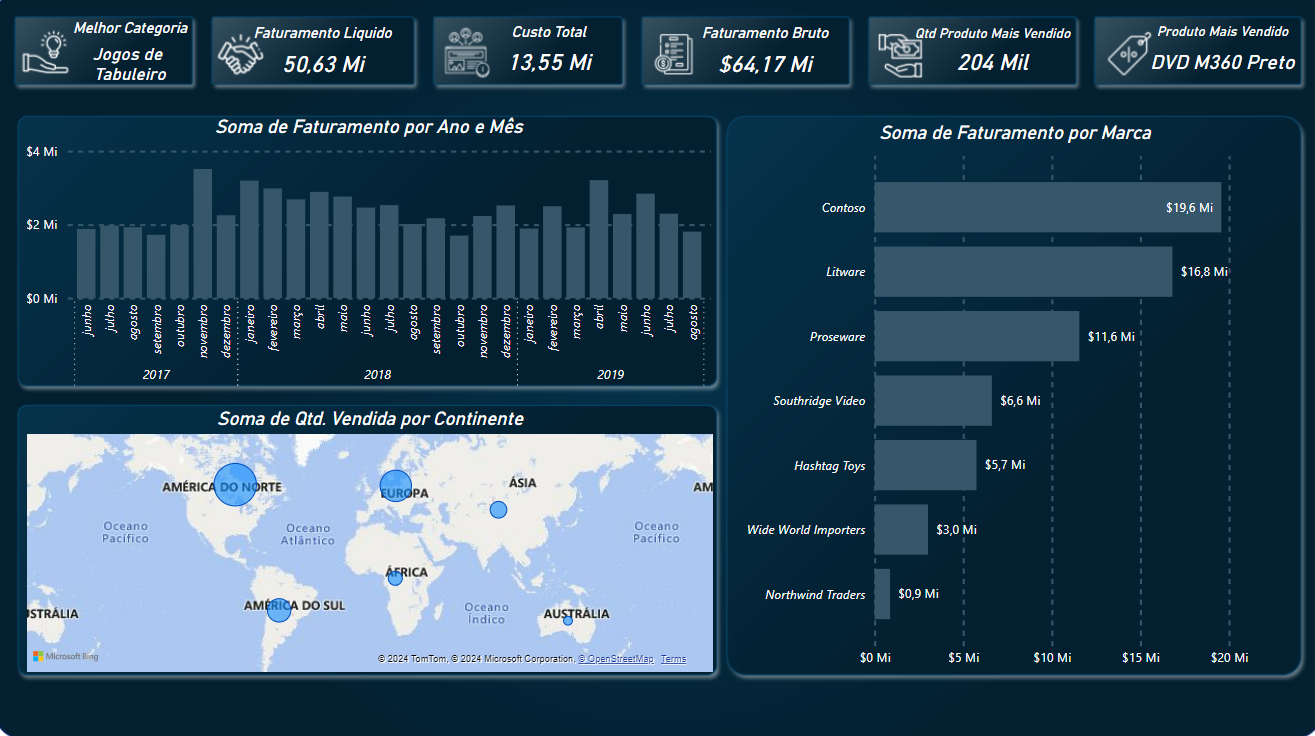 Melhor Categoria
Jogos de
Tabuleiro
Faturamento Liquido
50,63 Mi
Custo Total
13,55 Mi
Faturamento Bruto
$64,17 Mi
Qtd Produto Mais Vendido
204 Mil
Produto Mais Vendido
DVD M360 Preto
Soma de Faturamento por Ano e Mês
$4 Mi
$2 Mi
$0 Mi
junho
julho
agosto
setembro
outubro
novembro
dezembro
janeiro
fevereiro
março
abril
maio
junho
julho
agosto
setembro
outubro
novembro
dezembro
janeiro
fevereiro
março
abril
maio
junho
julho
agosto
2017
2018
2019
Soma de Qtd. Vendida por Continente
AMÉRICA DO NORTE
EUROPA
ÁSIA
AM
Oceano
Pacífico
Oceano
Atlântico
Oceano
Pacífico
ÁFRICA
AMÉRICA DO SUL
Oceano
Índico
STRÁLIA
AUSTRÁLIA
Microsoft Bing
© 2024 TomTom, © 2024 Microsoft Corporation, © OpenStreetMap Terms
Soma de Faturamento por Marca
Contoso
$19,6 Mi
Litware
$16,8 Mi
Proseware
$11,6 Mi
Southridge Video
$6,6 Mi
Hashtag Toys
$5,7 Mi
Wide World Importers
$3,0 Mi
Northwind Traders
$0,9 Mi
$0 Mi
$5 Mi
$10 Mi
$15 Mi
$20 Mi